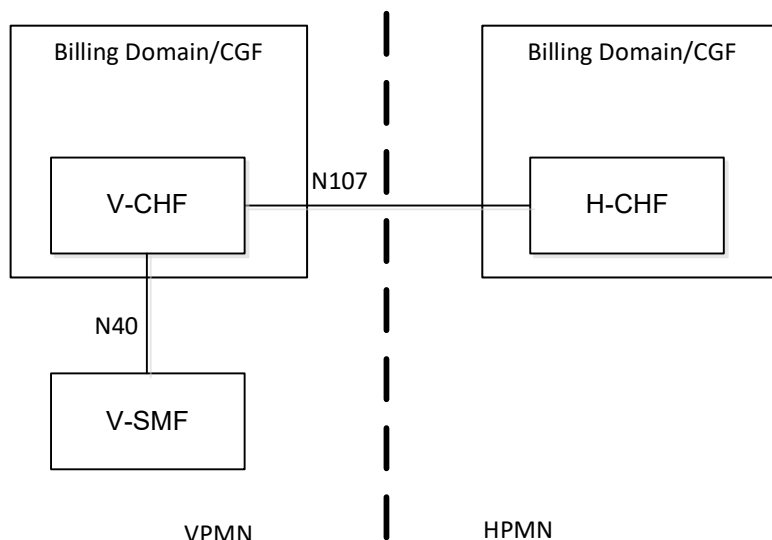 Billing Domain/CGF
Billing Domain/CGF
N107
V-CHF
H-CHF
N40
V-SMF
VPMN
HPMN